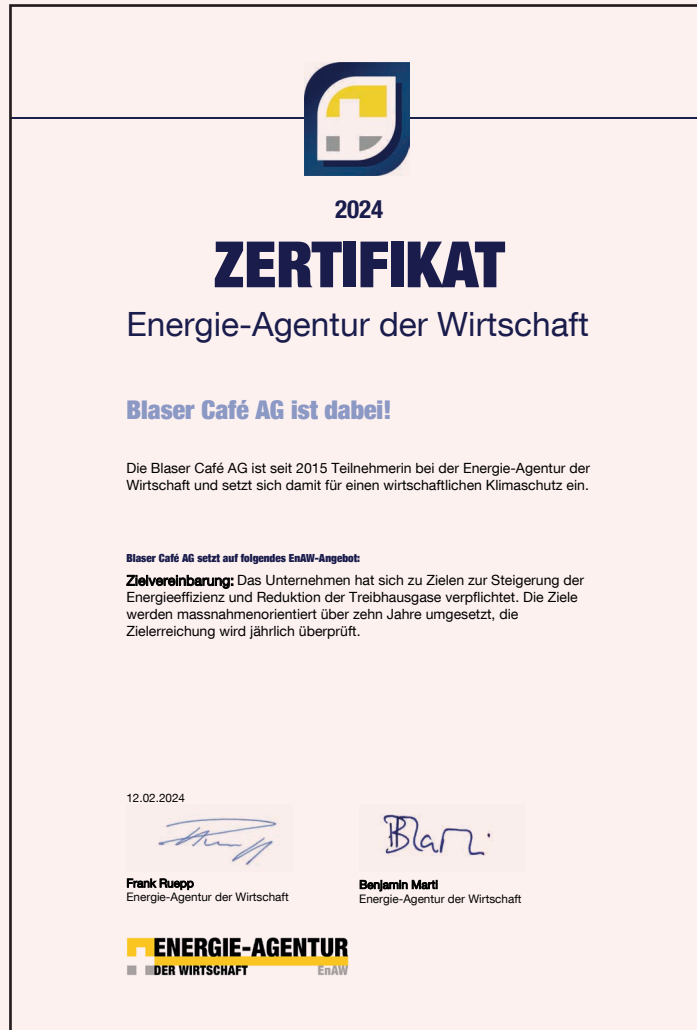 2024
ZERTIFIKAT
Energie-Agentur der Wirtschaft
Blaser Café AG ist dabei!
Die Blaser Café AG ist seit 2015 Teilnehmerin bei der Energie-Agentur der
Wirtschaft und setzt sich damit für einen wirtschaftlichen Klimaschutz ein.
Blaser Café AG setzt auf folgendes EnAW-Angebot:
Zielvereinbarung: Das Unternehmen hat sich zu Zielen zur Steigerung der
Energieeffizienz und Reduktion der Treibhausgase verpflichtet. Die Ziele
werden massnahmenorientiert über zehn Jahre umgesetzt, die
Zielerreichung wird jährlich überprüft.
12.02.2024
Frank Ruepp
Energie-Agentur der Wirtschaft
Benjamin Marti
Energie-Agentur der Wirtschaft
ENERGIE-AGENTUR
DER WIRTSCHAFT EnAW